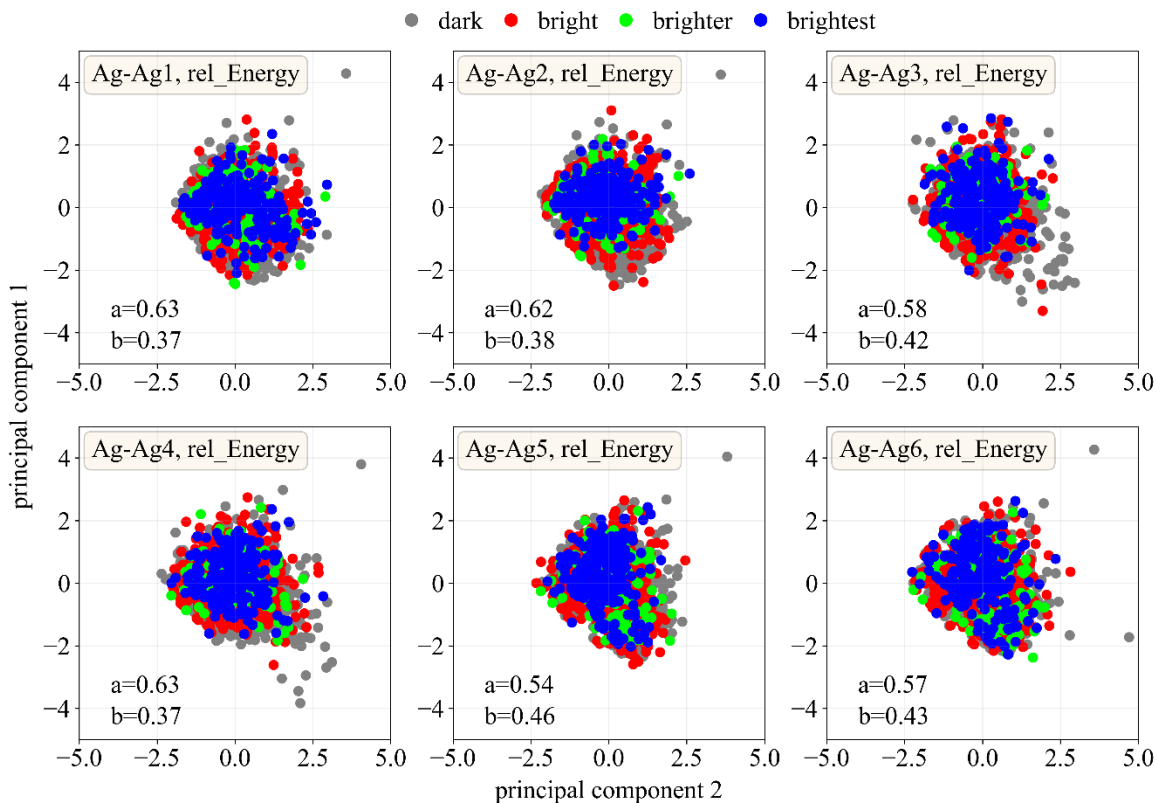 dark bright brighter brightest
principal component 1
Ag-Ag1, rel_Energy
4
2
0
−2
−4
a=0.63
b=0.37
−5.0 −2.5 0.0 2.5 5.0
Ag-Ag2, rel_Energy
4
2
0
−2
−4
a=0.62
b=0.38
−5.0 −2.5 0.0 2.5 5.0
Ag-Ag3, rel_Energy
4
2
0
−2
−4
a=0.58
b=0.42
−5.0 −2.5 0.0 2.5 5.0
Ag-Ag4, rel_Energy
4
2
0
−2
−4
a=0.63
b=0.37
−5.0 −2.5 0.0 2.5 5.0
Ag-Ag5, rel_Energy
4
2
0
−2
−4
a=0.54
b=0.46
−5.0 −2.5 0.0 2.5 5.0
Ag-Ag6, rel_Energy
4
2
0
−2
−4
a=0.57
b=0.43
−5.0 −2.5 0.0 2.5 5.0
principal component 2